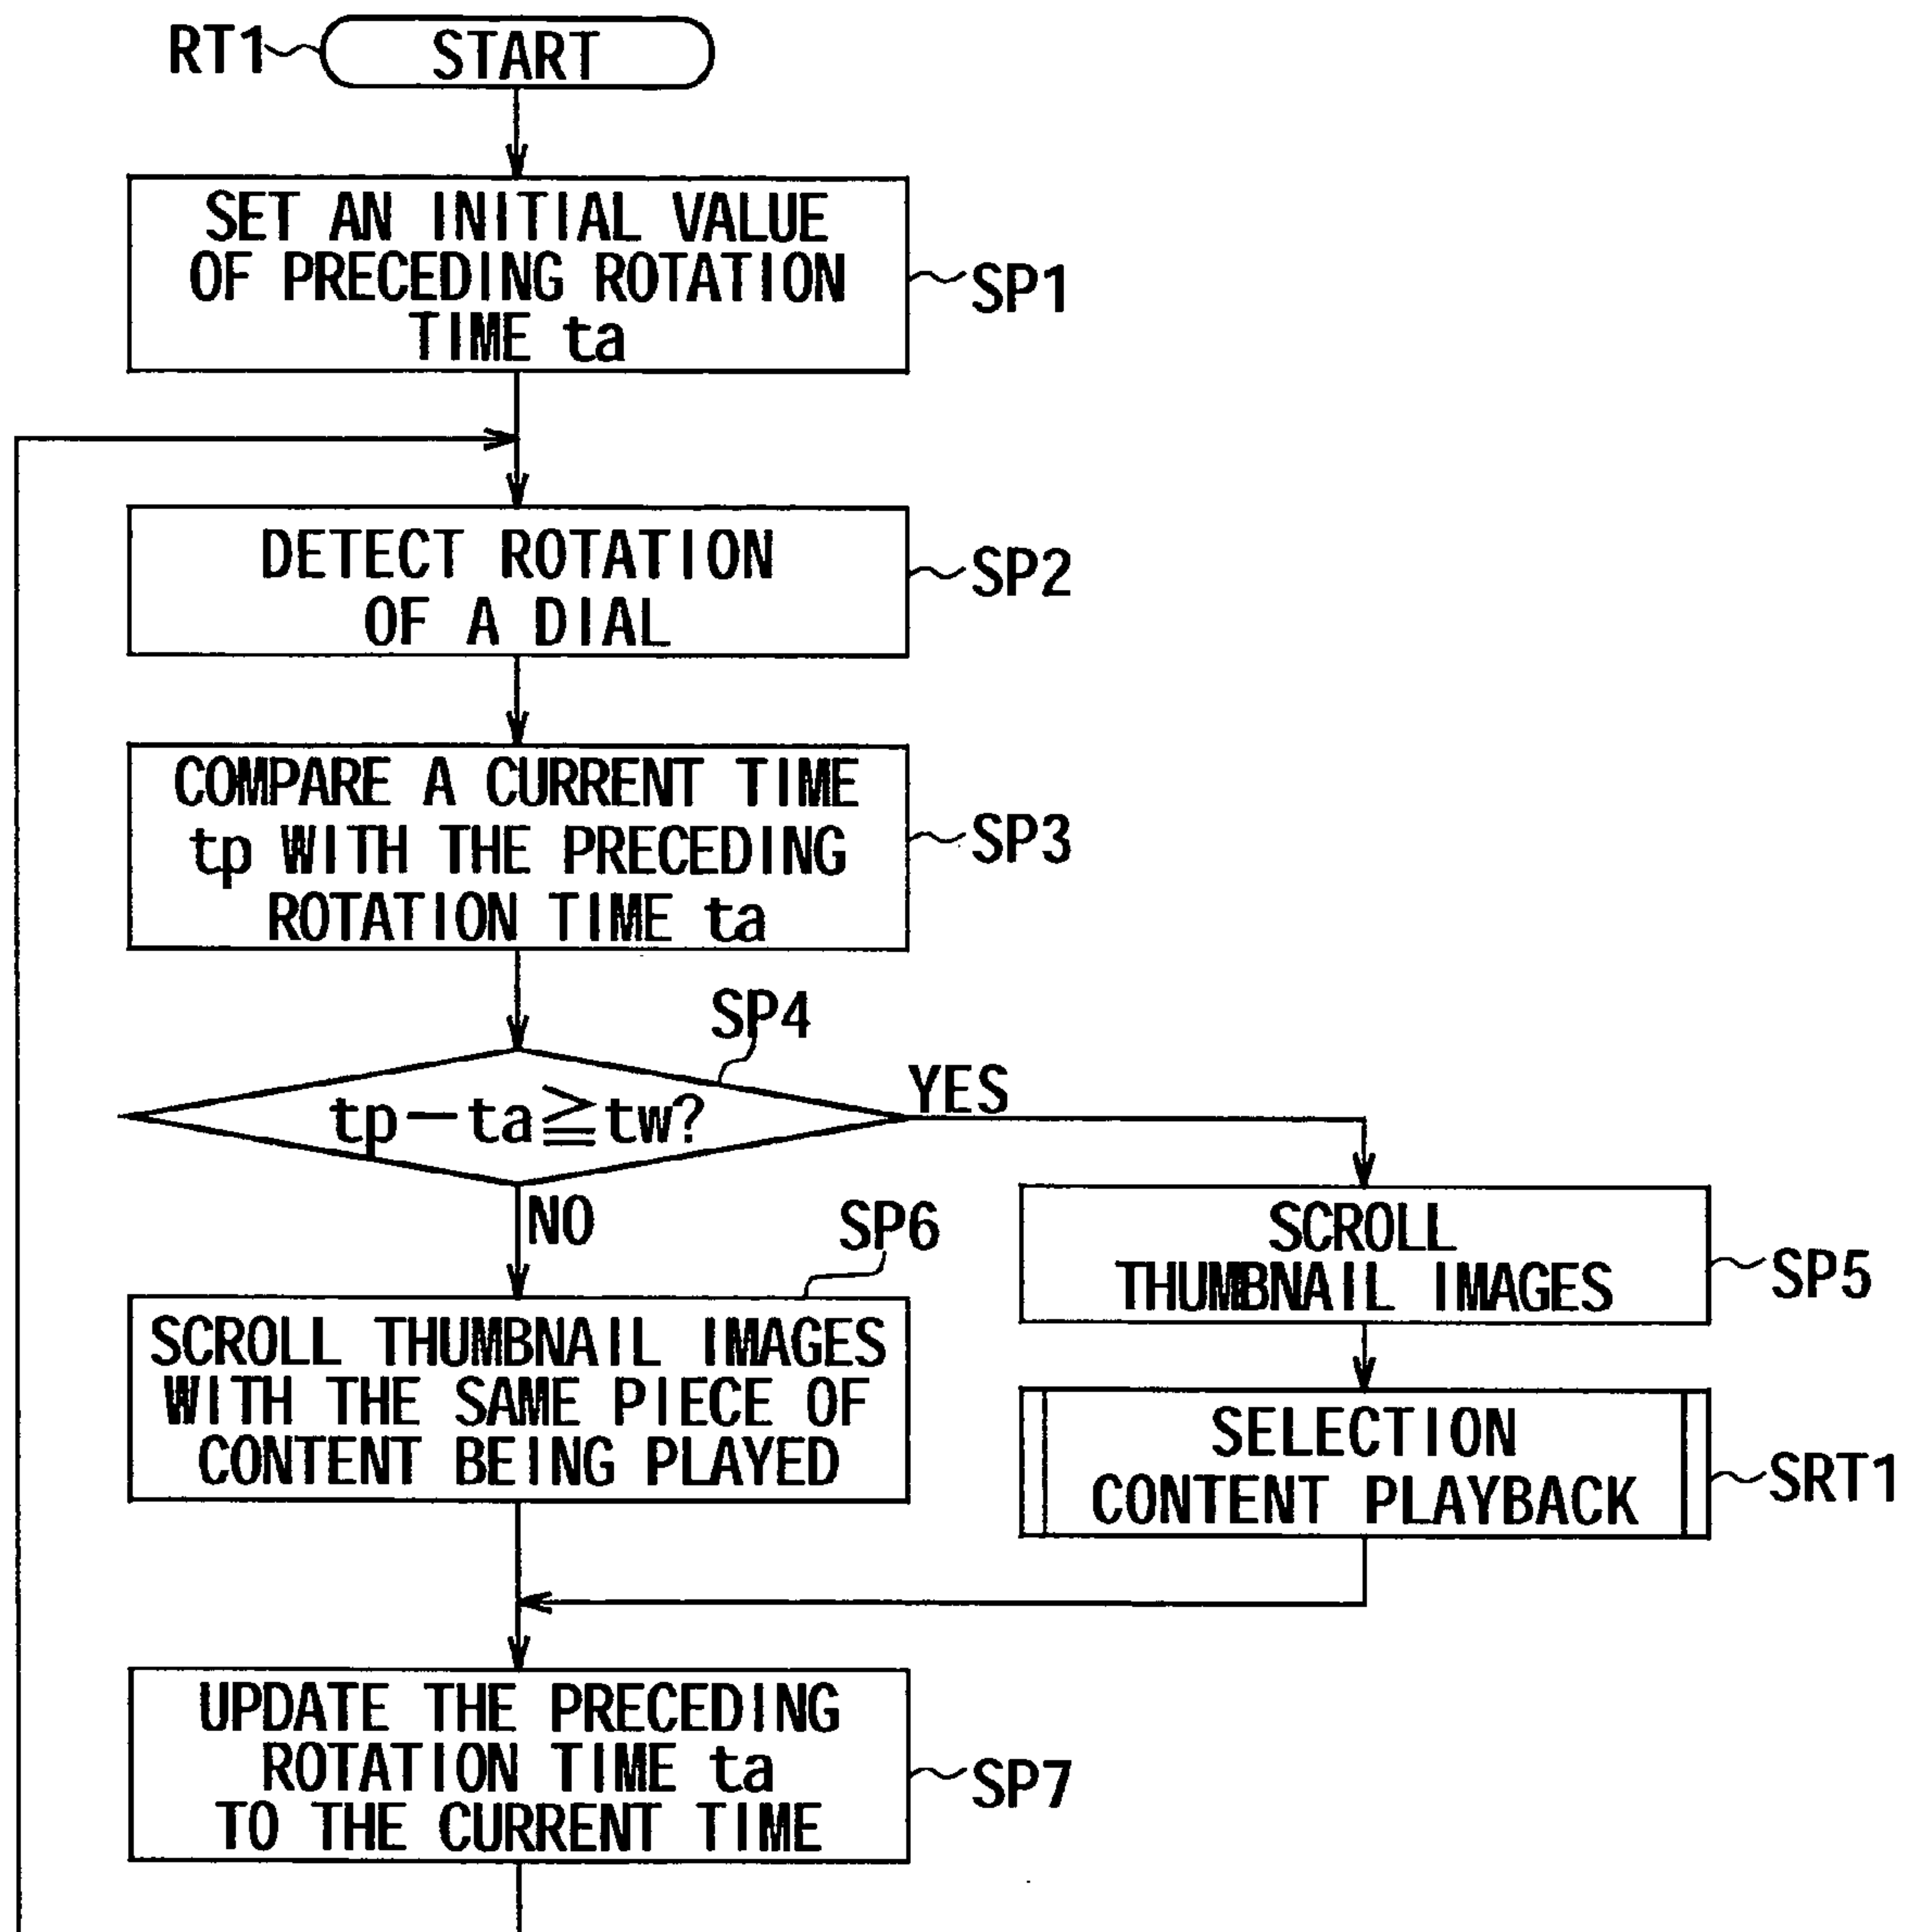 RT1
START
SET AN INITIAL VALUE
OF PRECEDING ROTATION
TIME ta
SP1
DETECT ROTATION
OF A DIAL
SP2
COMPARE A CURRENT TIME
tp WITH THE PRECEDING
ROTATION TIME ta
SP3
SP4
tp－ta≧tw?
YES
NO
SP6
SCROLL
THUMBNAIL IMAGES
SP5
SCROLL THUMBNAIL IMAGES
WITH THE SAME PIECE OF
CONTENT BEING PLAYED
SELECTION
CONTENT PLAYBACK
SRT1
UPDATE THE PRECEDING
ROTATION TIME ta
TO THE CURRENT TIME
SP7